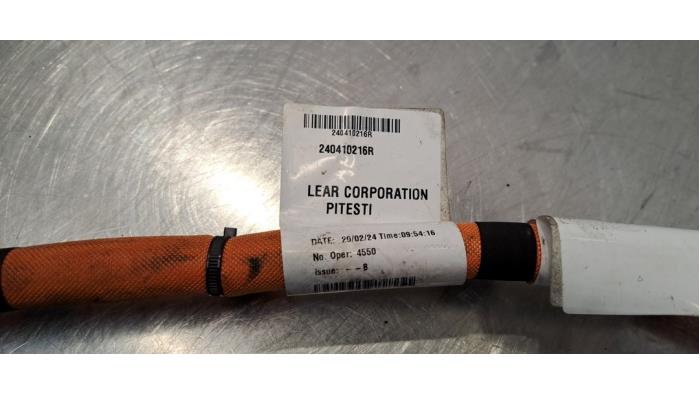 240410216R
240410216R
LEAR CORPORATION
PITESTI
DATE: 29/02/24 Time:09:54:16
No. Oper: 4550
Issue: - -B